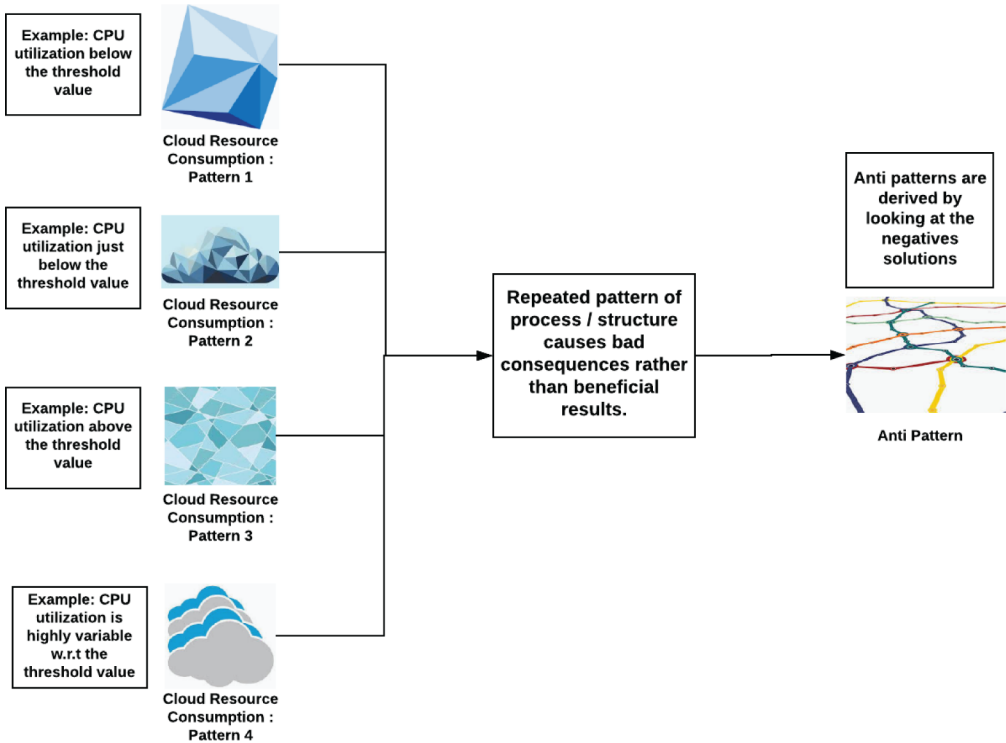 Example: CPU
utilization below
the threshold
value
Cloud Resource
Consumption :
Pattern 1
Example: CPU
utilization just
below the
threshold value
Cloud Resource
Consumption :
Pattern 2
Example: CPU
utilization above
the threshold
value
Cloud Resource
Consumption :
Pattern 3
Example: CPU
utilization is
highly variable
w.r.t the
threshold value
Cloud Resource
Consumption :
Pattern 4
Repeated pattern of
process / structure
causes bad
consequences rather
than beneficial
results.
Anti patterns are
derived by
looking at the
negatives
solutions
Anti Pattern